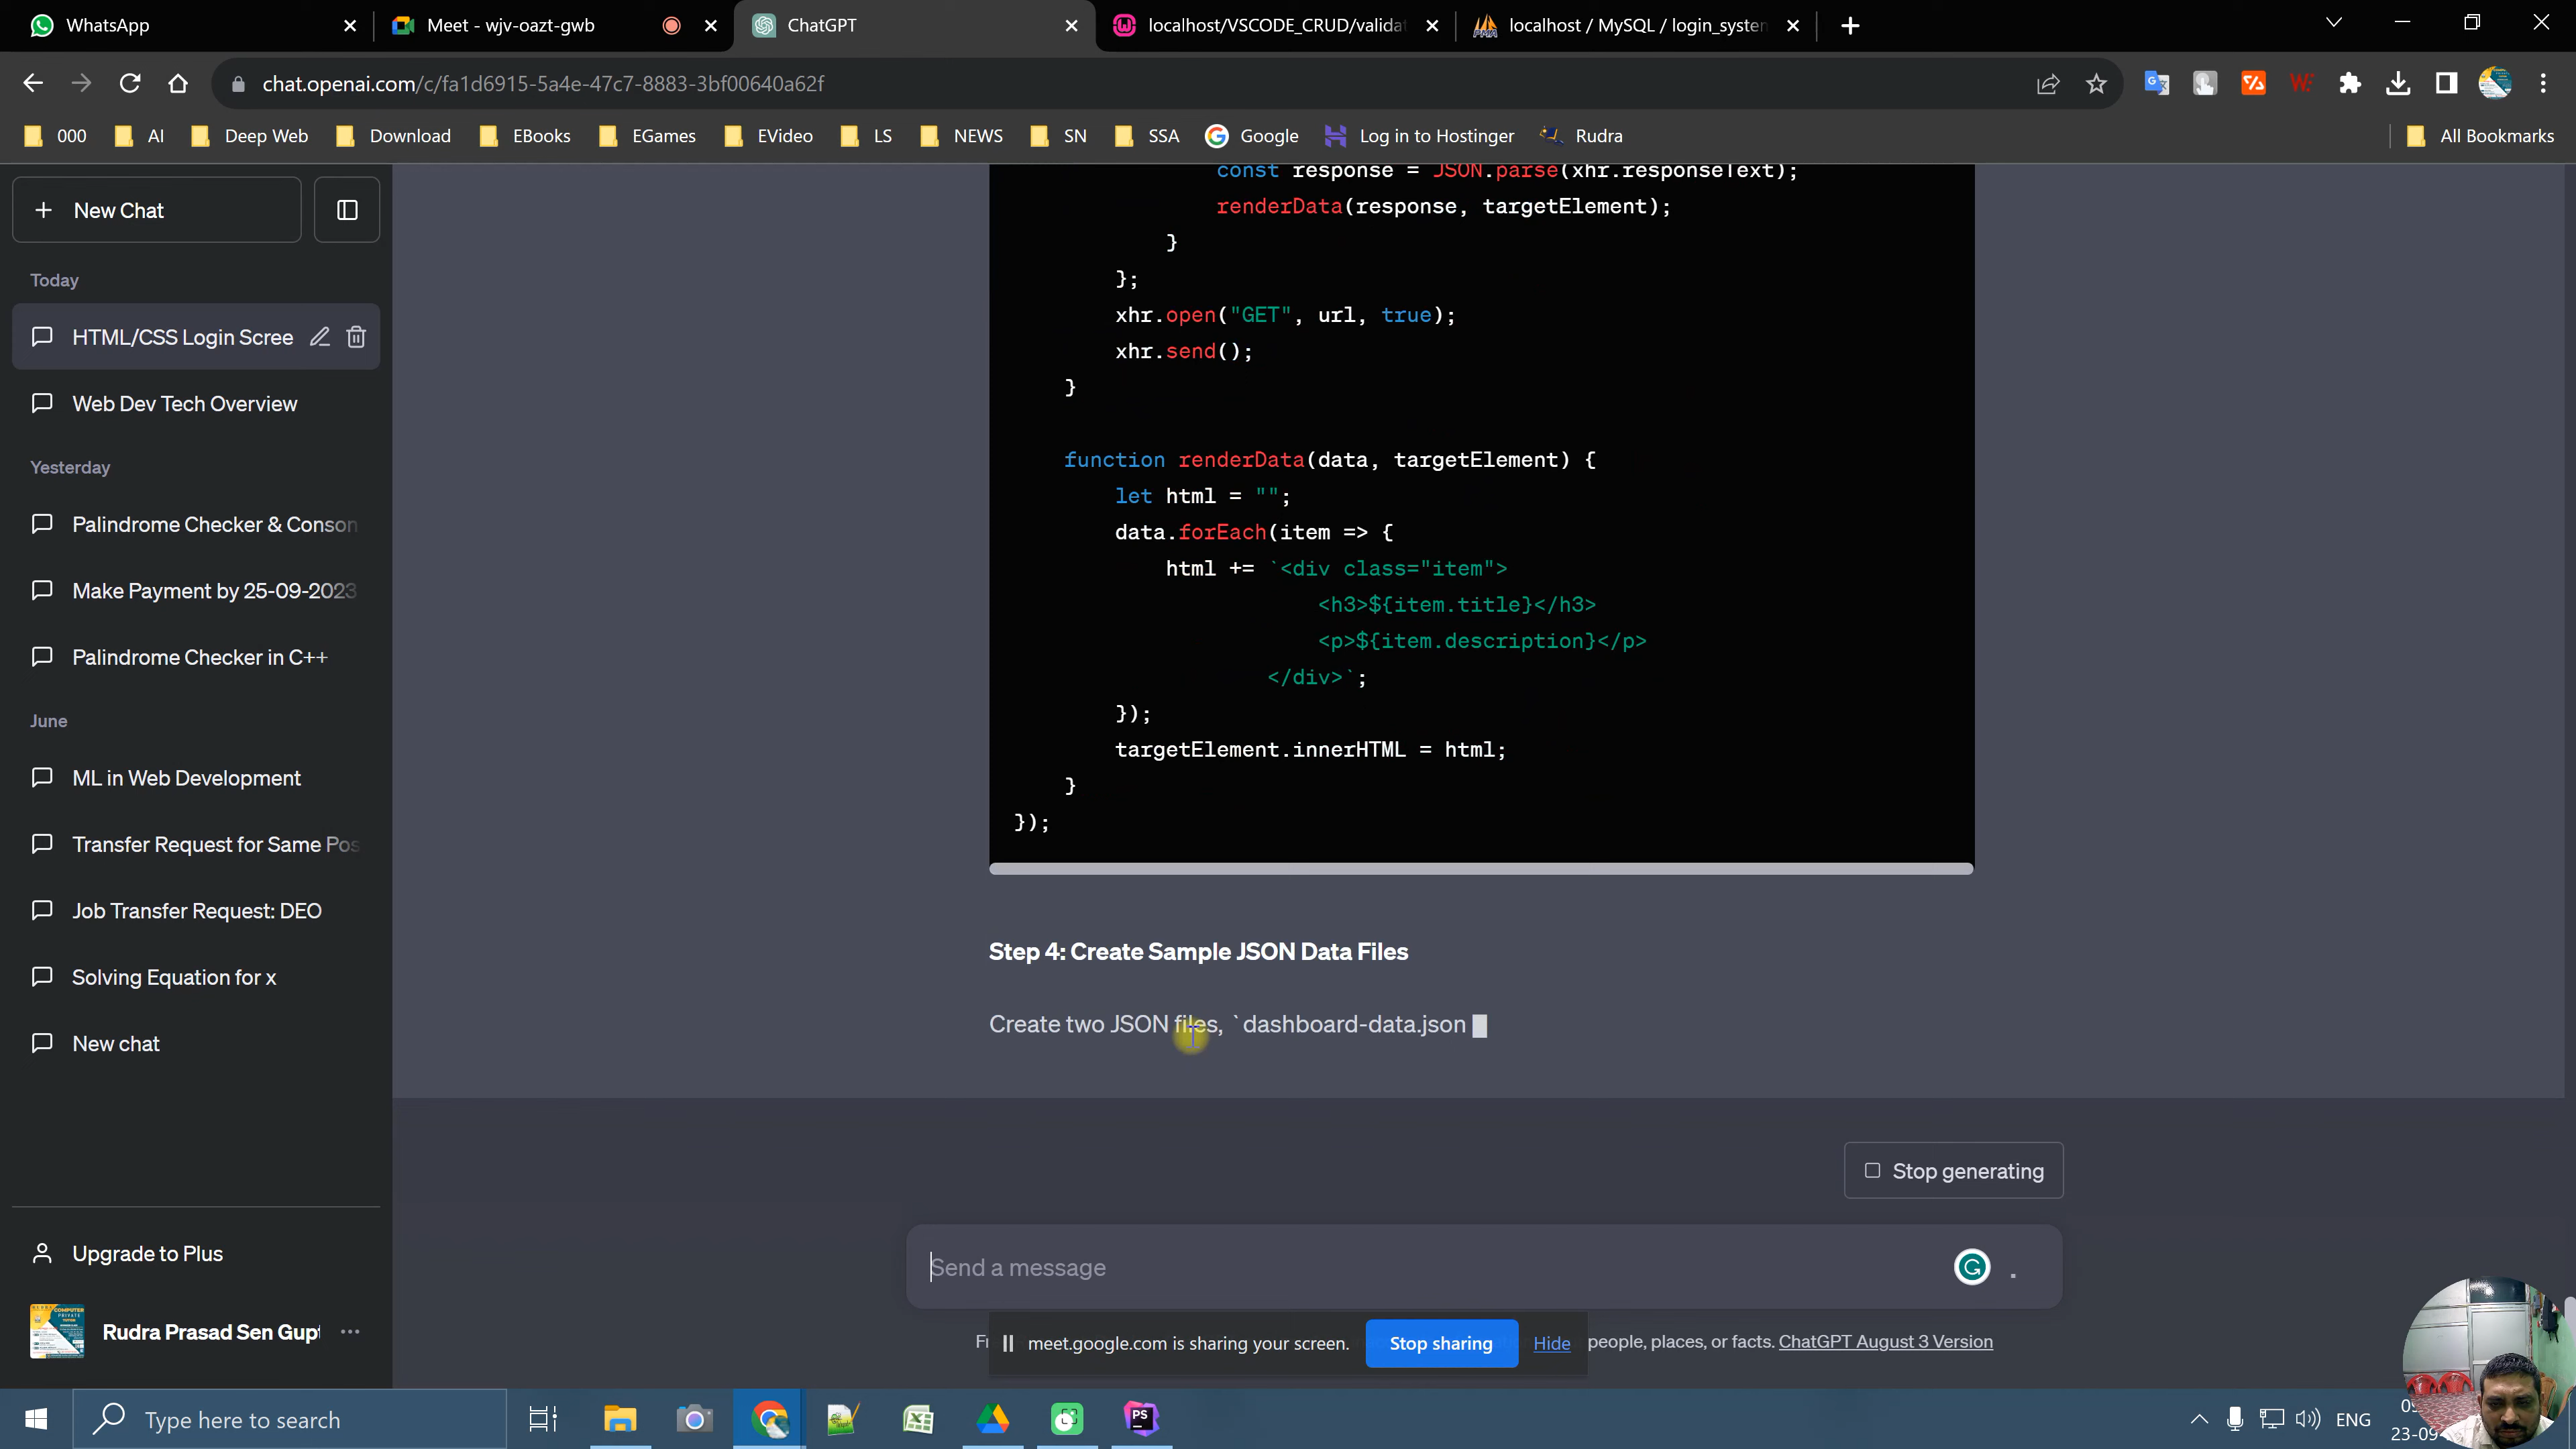 WhatsApp
Meet - wjv-oazt-gwb
ChatGPT
localhost/VSCODE_CRUD/validat
localhost / MySQL / login_system
chat.openai.com/c/fa1d6915-5a4e-47c7-8883-3bf00640a62f
000
AI
Deep Web
Download
EBooks
EGames
EVideo
LS
NEWS
SN
SSA
Google
Log in to Hostinger
Rudra
All Bookmarks
New Chat
Today
HTML/CSS Login Scree
Web Dev Tech Overview
Yesterday
Palindrome Checker & Conson
Make Payment by 25-09-2023
Palindrome Checker in C++
June
ML in Web Development
Transfer Request for Same Pos
Job Transfer Request: DEO
Solving Equation for x
New chat
Upgrade to Plus
Rudra Prasad Sen Gupt
const response = JSON.parse(xhr.responseText);
renderData(response, targetElement);
}
};
xhr.open("GET", url, true);
xhr.send();
}
function renderData(data, targetElement) {
let html = "";
data.forEach(item => {
html += `<div class="item">
<h3>${item.title}</h3>
<p>${item.description}</p>
</div>`;
});
targetElement.innerHTML = html;
}
});
Step 4: Create Sample JSON Data Files
Create two JSON files, `dashboard-data.json
Stop generating
Send a message
meet.google.com is sharing your screen.
Stop sharing
Hide
people, places, or facts. ChatGPT August 3 Version
Type here to search
PS
ENG